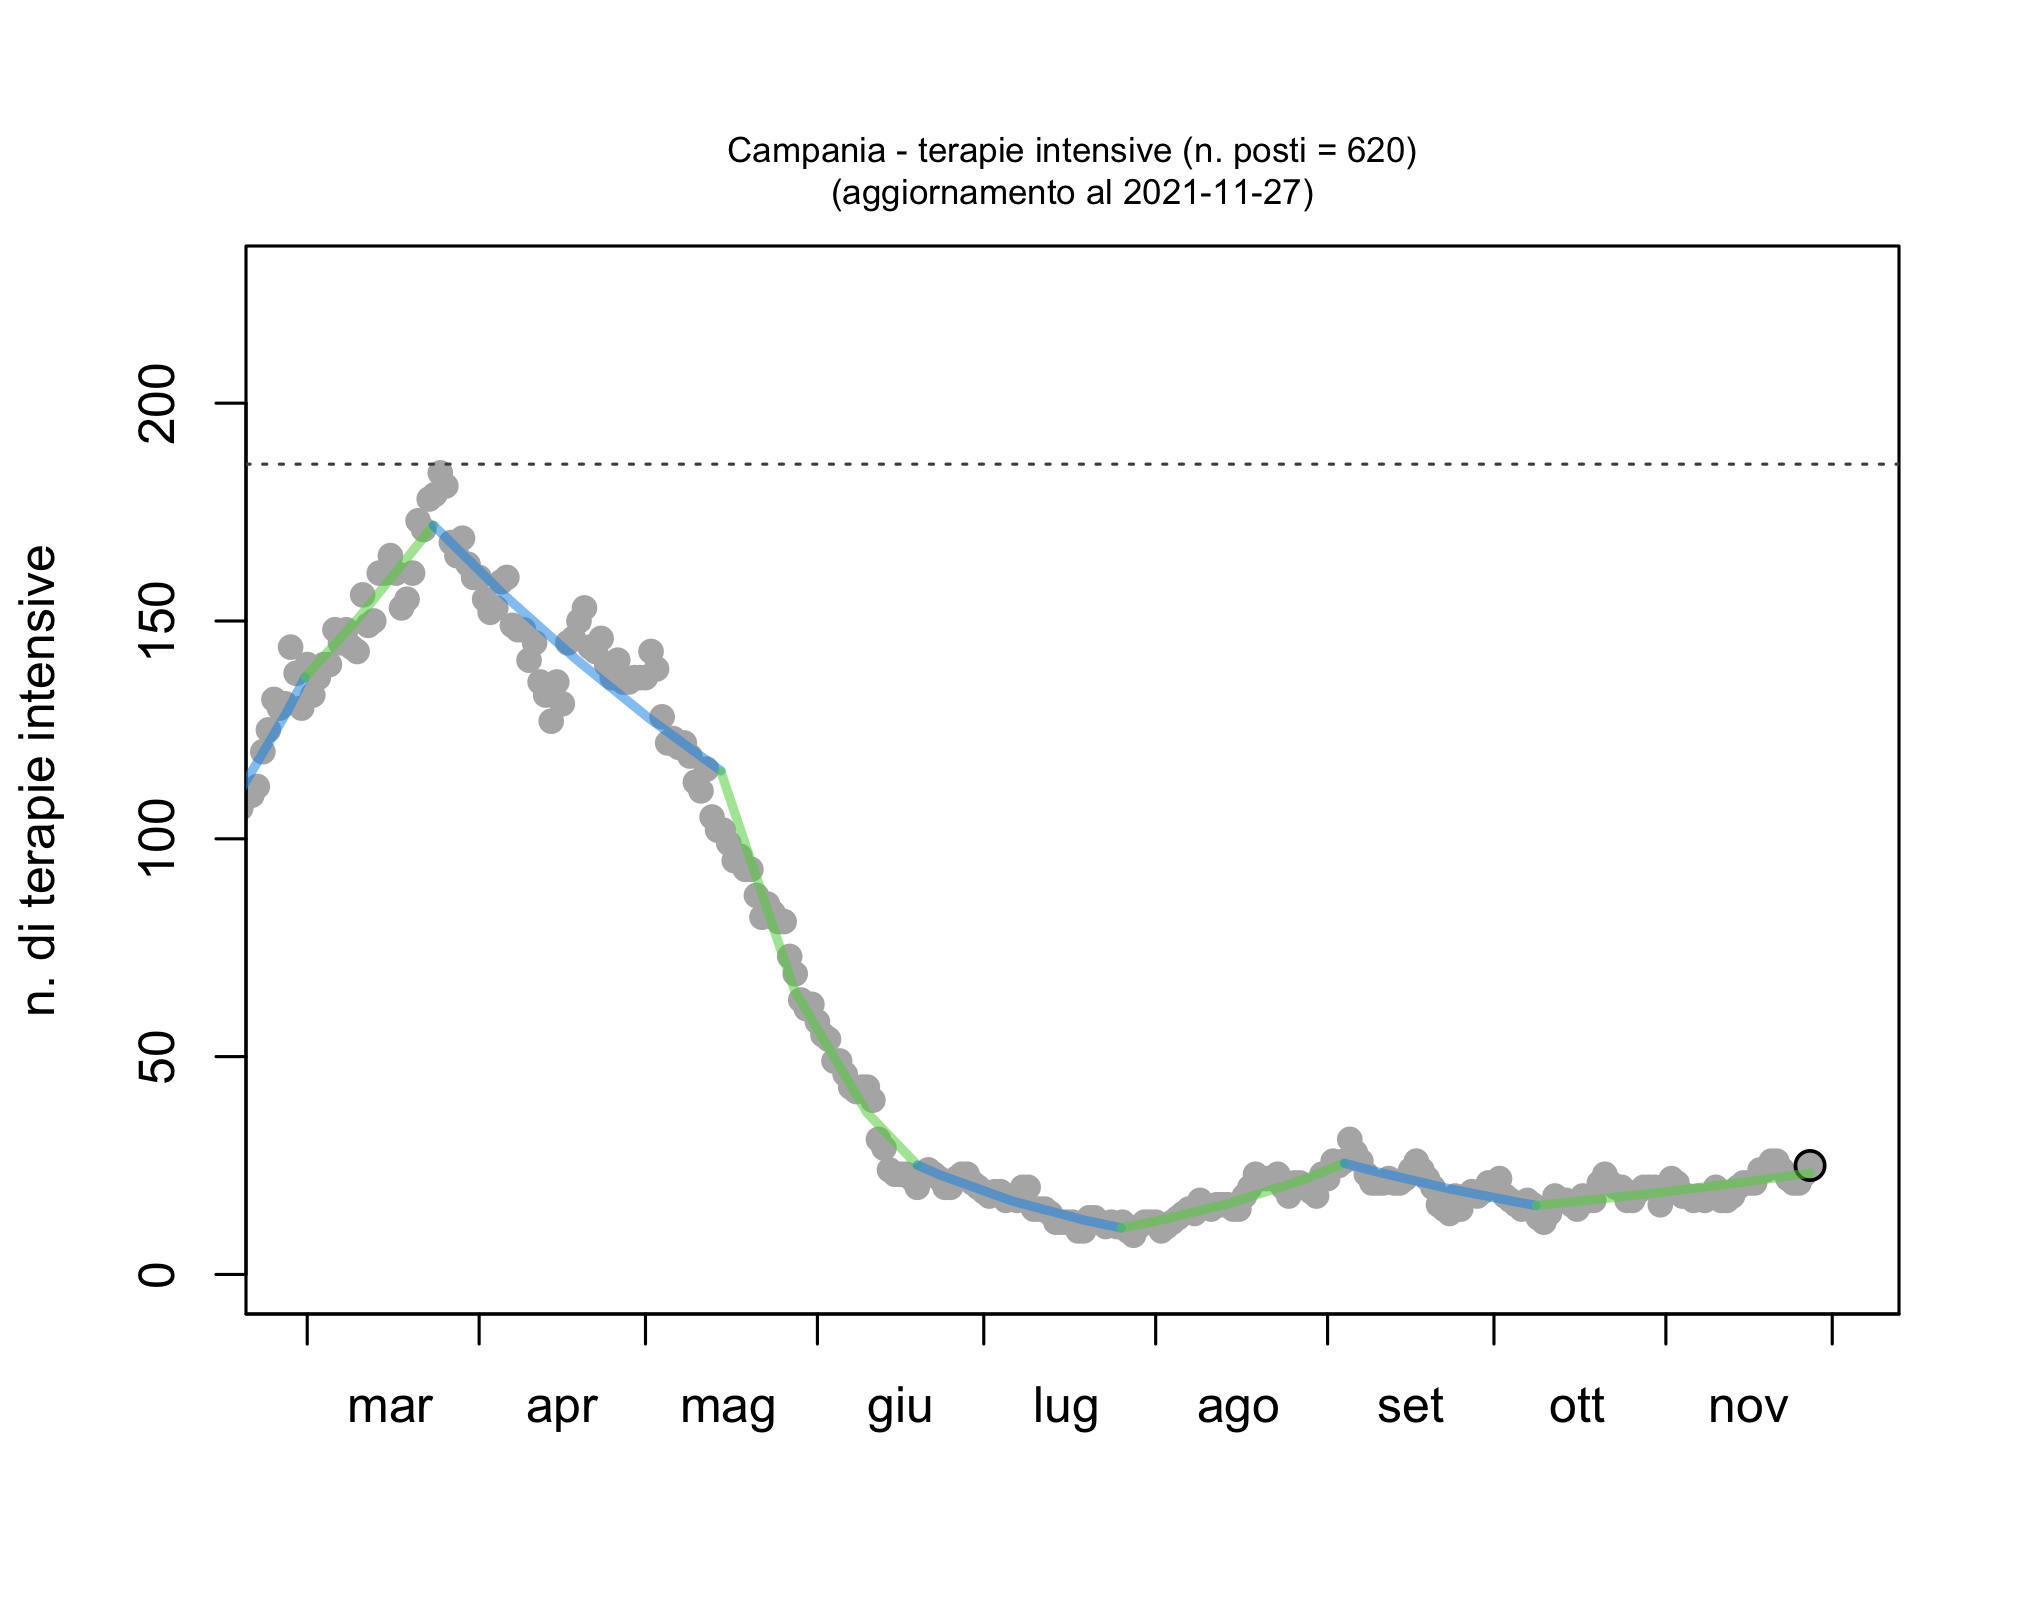 Campania - terapie intensive (n. posti = 620)
(aggiornamento al 2021-11-27)
n. di terapie intensive
200
150
100
50
0
mar apr mag giu lug ago set ott nov